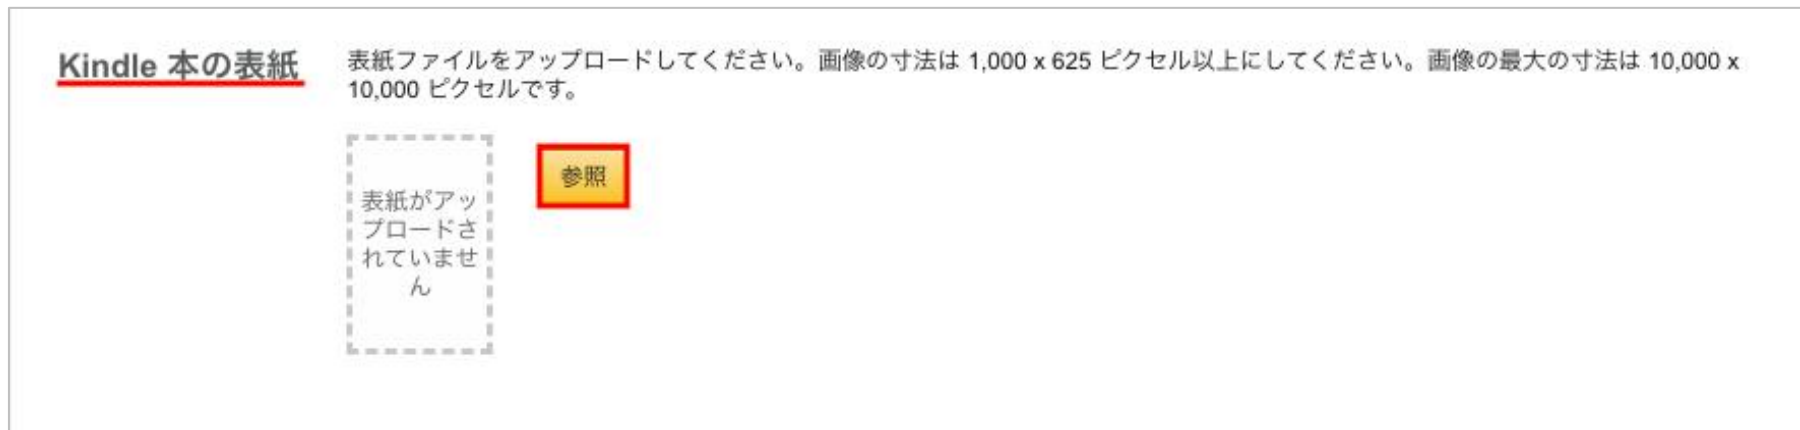 Kindle 本の表紙
表紙ファイルをアップロードしてください。画像の寸法は 1,000 x 625 ピクセル以上にしてください。画像の最大の寸法は 10,000 x
10,000 ピクセルです。
参照
表紙がアッ
プロードさ
れていませ
ん